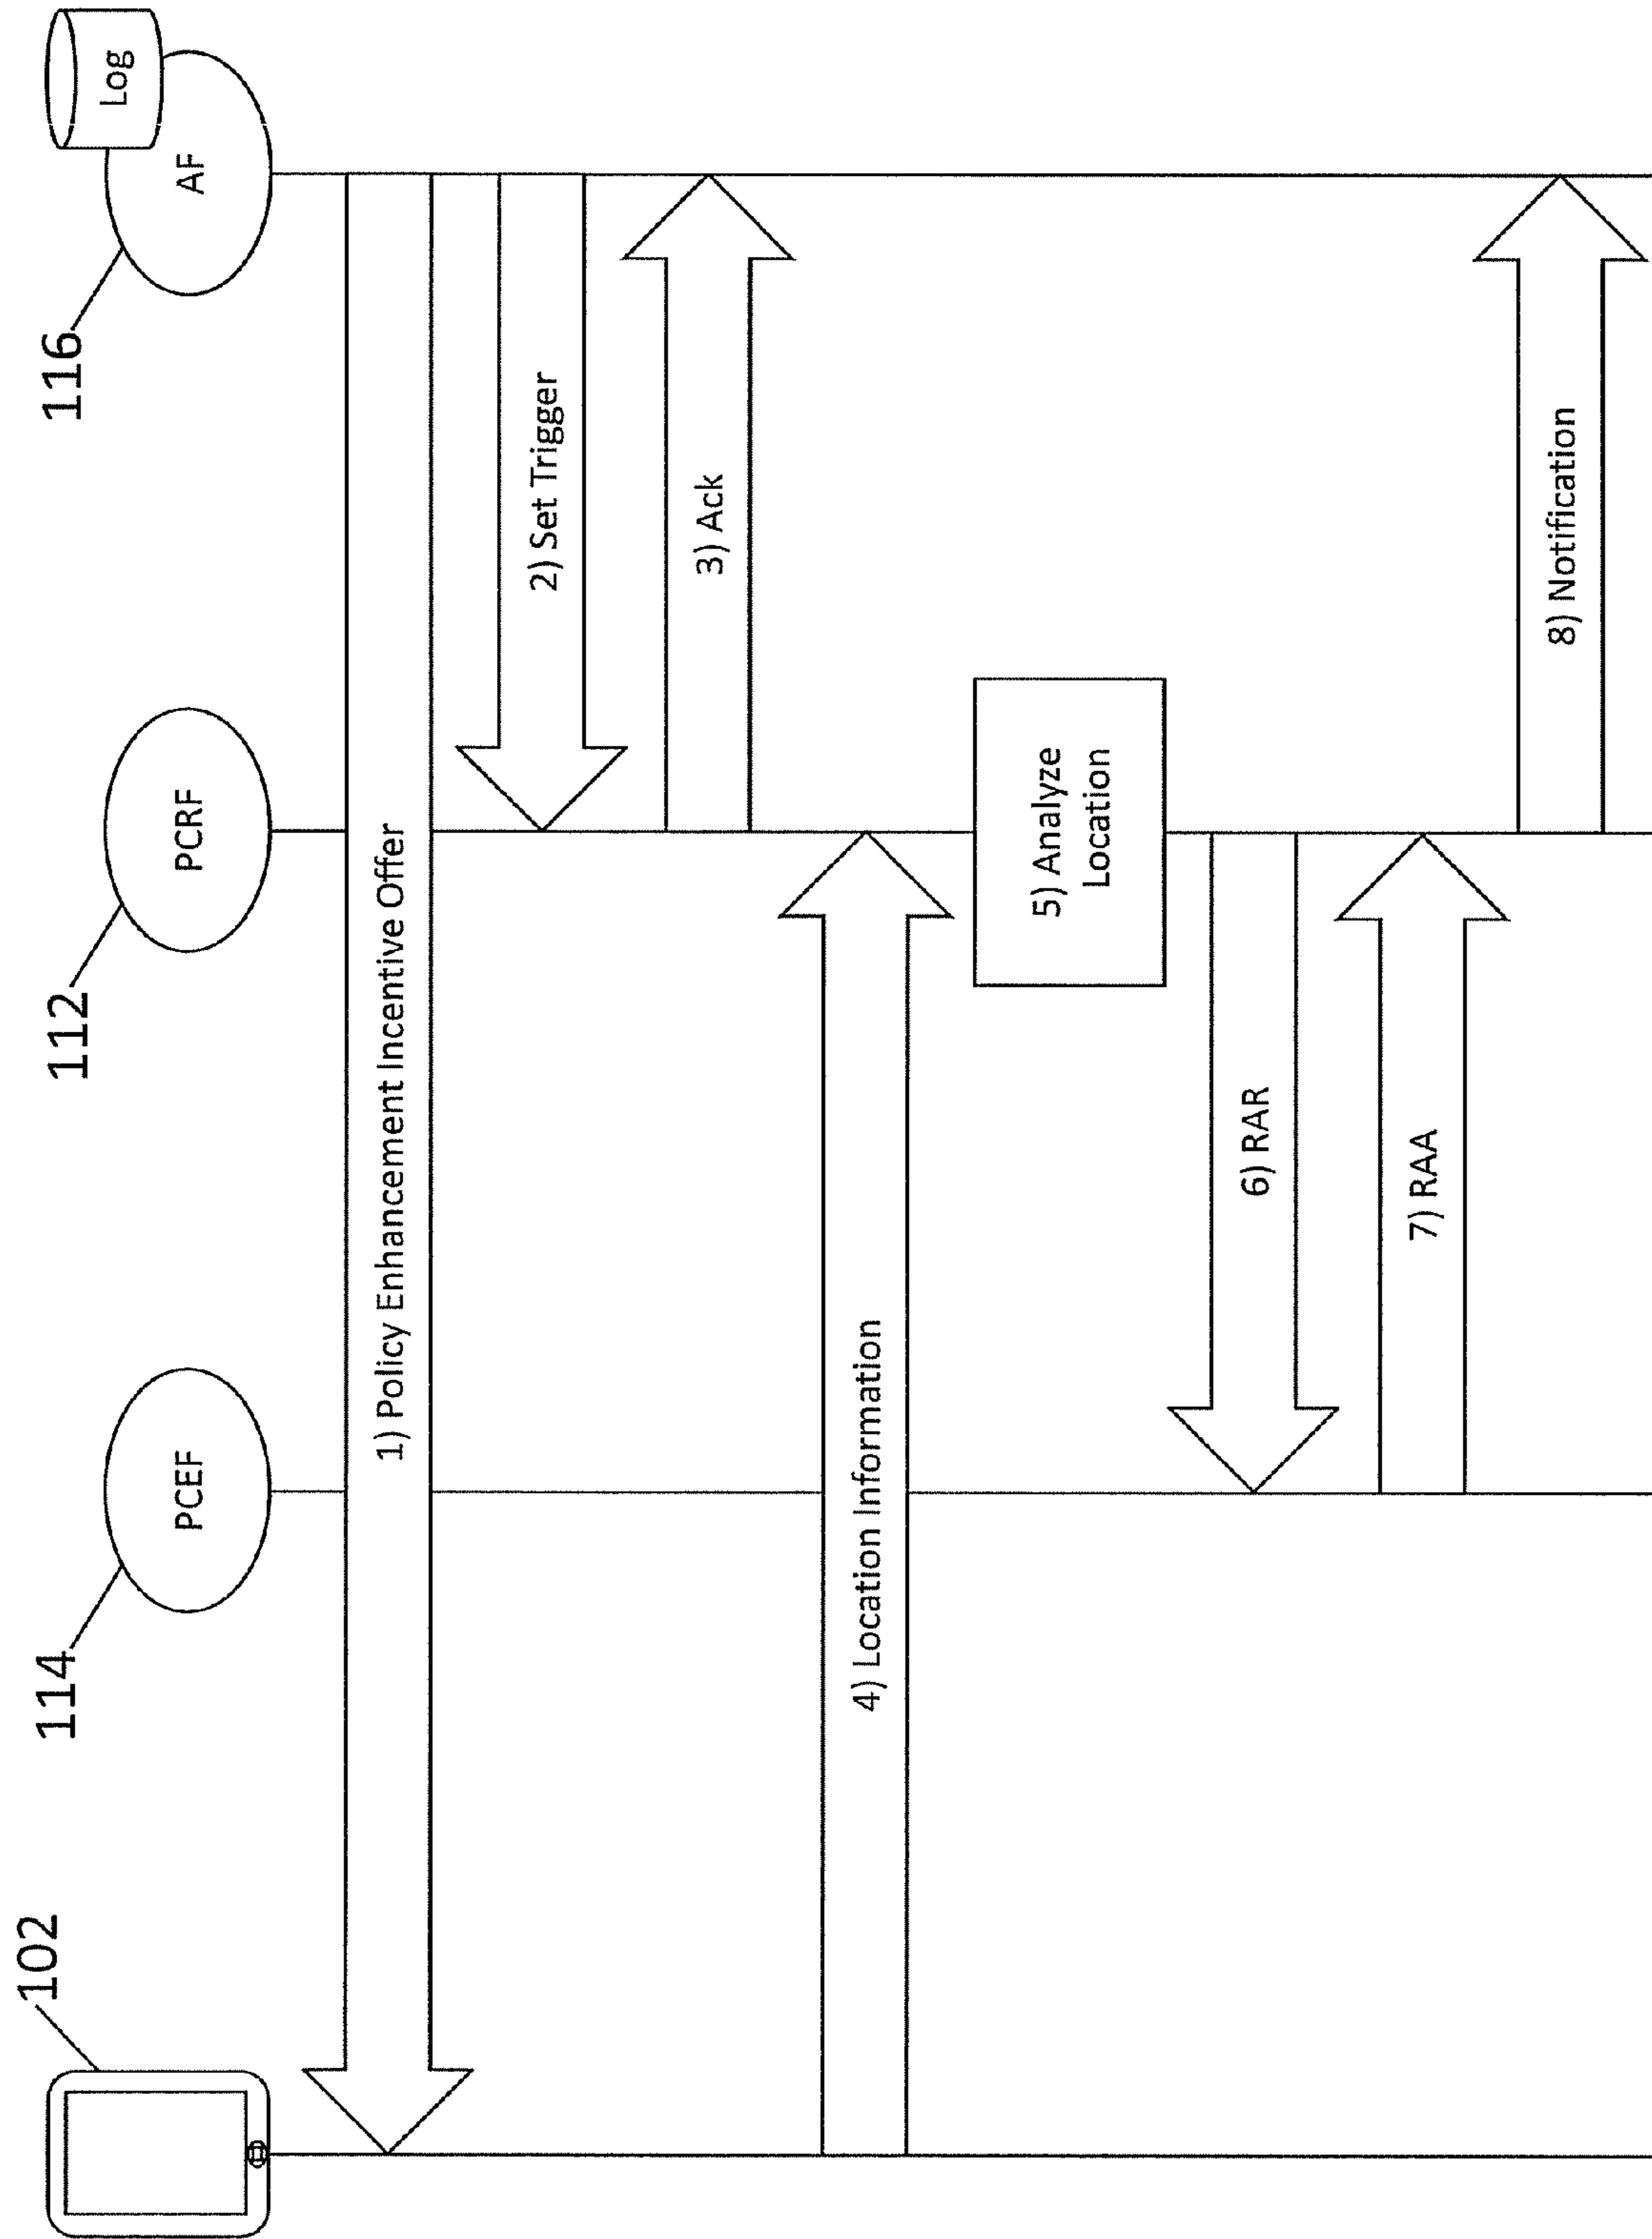 102
114
112
116
PCEF
PCRF
AF
Log
1) Policy Enhancement Incentive Offer
2) Set Trigger
3) Ack
4) Location Information
5) Analyze
Location
6) RAR
7) RAA
8) Notification